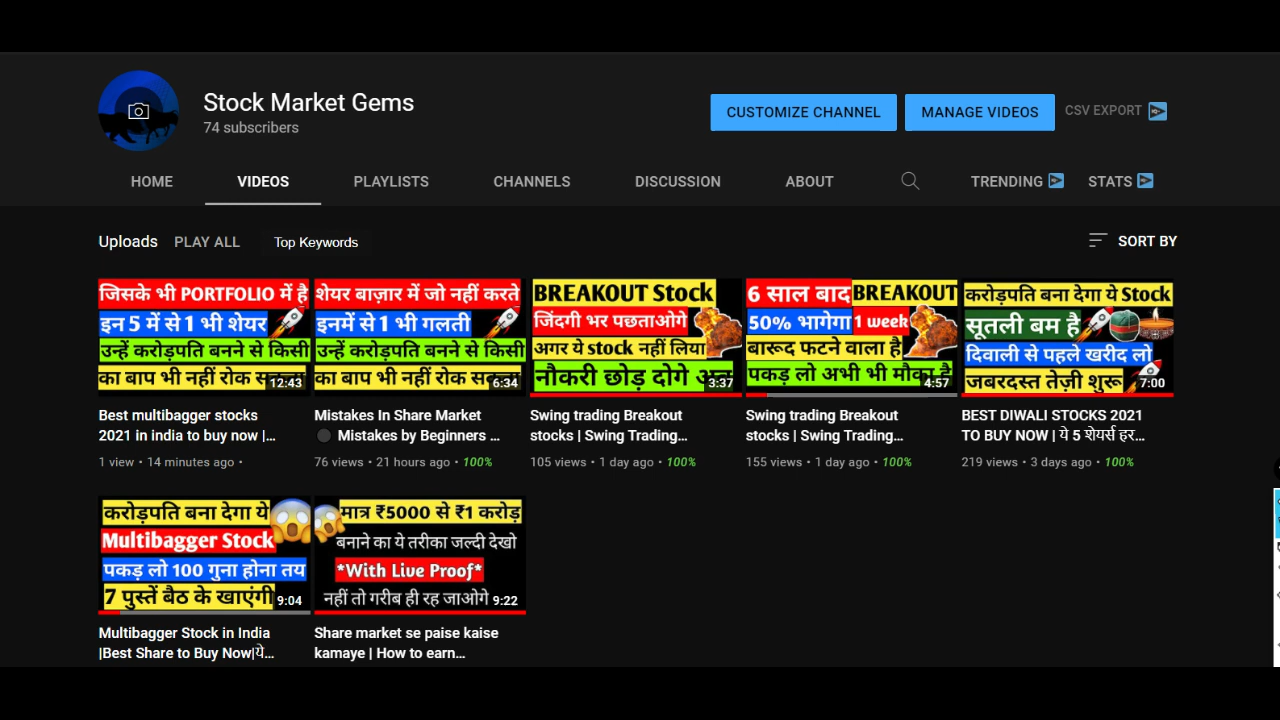 Stock Market Gems
74 subscribers
CUSTOMIZE CHANNEL
MANAGE VIDEOS
CSV EXPORT
HOME
VIDEOS
PLAYLISTS
CHANNELS
DISCUSSION
ABOUT
TRENDING
STATS
Uploads
PLAY ALL
Top Keywords
SORT BY
जिसके भी PORTFOLIO में है
इन 5 में से 1 भी शेयर
उन्हें करोड़पति बनने से किसी
का बाप भी नहीं रोक
12:43
Best multibagger stocks
2021 in india to buy now |...
1 view • 14 minutes ago •
शेयर बाज़ार में जो नहीं करते
इनमें से 1 भी गलती
उन्हें करोड़पति बनने से किसी
का बाप भी नहीं रोक
6:34
Mistakes In Share Market
Mistakes by Beginners ...
76 views • 21 hours ago • 100%
BREAKOUT Stock
जिंदगी भर पछताओगे
अगर ये stock नहीं लिया
नौकरी छोड़ दोगे
3:37
Swing trading Breakout
stocks | Swing Trading...
105 views • 1 day ago • 100%
6 साल बाद BREAKOUT
50% भागेगा 1 week
बारूद फटने वाला है
पकड़ लो अभी भी मौका है
4:57
Swing trading Breakout
stocks | Swing Trading...
155 views • 1 day ago • 100%
करोड़पति बना देगा ये Stock
सूतली बम है
दिवाली से पहले खरीद लो
जबरदस्त तेज़ी शुरू
7:00
BEST DIWALI STOCKS 2021
TO BUY NOW | ये 5 शेयर्स हर...
219 views • 3 days ago • 100%
करोड़पति बना देगा ये
Multibagger Stock
पकड़ लो 100 गुना होना तय
7 पुस्तें बैठ के खाएंगी
9:04
Multibagger Stock in India
|Best Share to Buy Now|ये...
मात्र ₹5000 से ₹1 करोड़
बनाने का ये तरीका जल्दी देखो
*With Live Proof*
नहीं तो गरीब ही रह जाओगे
9:22
Share market se paise kaise
kamaye | How to earn...